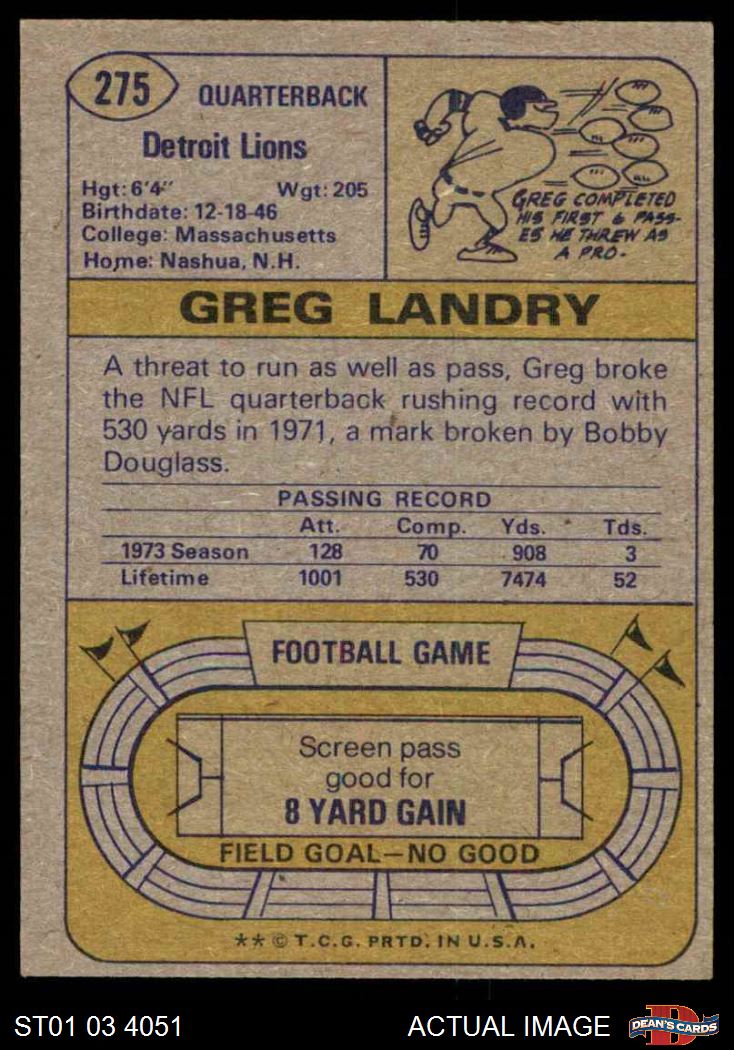 275
QUARTERBACK
Detroit Lions
Hgt: 6'4" Wgt: 205
Birthdate: 12-18-46
College: Massachusetts
Home: Nashua, N.H.
GREG COMPLETED
HIS FIRST 6 PASS-
ES HE THREW AS
A PRO.
GREG LANDRY
A threat to run as well as pass, Greg broke
the NFL quarterback rushing record with
530 yards in 1971, a mark broken by Bobby
Douglass.
PASSING RECORD
Att. Comp. Yds. Tds.
1973 Season 128 70 908 3
Lifetime 1001 530 7474 52
FOOTBALL GAME
Screen pass
good for
8 YARD GAIN
FIELD GOAL—NO GOOD
** © T.C.G. PRTD. IN U.S.A.
ST01 03 4051 ACTUAL IMAGE
D
DEAN'S CARDS